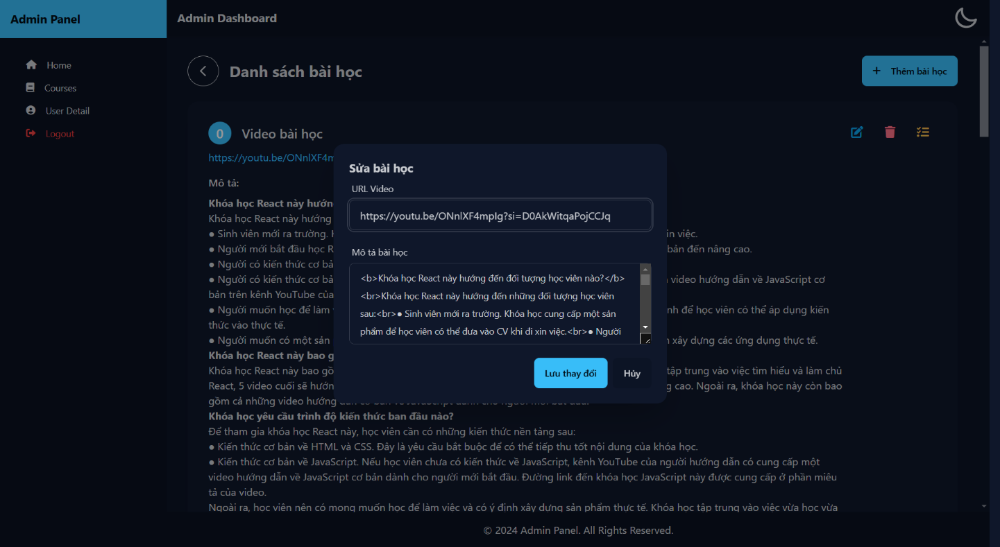 Admin Panel
Admin Dashboard
Home
Courses
User Detail
Logout
Danh sách bài học
+ Thêm bài học
0 Video bài học
https://youtu.be/ONnlXF4m
Mô tả:
Khóa học React này hướn
Khóa học React này hướng
● Sinh viên mới ra trường. in việc.
● Người mới bắt đầu học R bản đến nâng cao.
● Người có kiến thức cơ bả
● Người có kiến thức cơ bả video hướng dẫn về JavaScript cơ
bản trên kênh YouTube của
● Người muốn học để làm nh để học viên có thể áp dụng kiến
thức vào thực tế.
● Người muốn có một sản xây dựng các ứng dụng thực tế.
Khóa học React này bao g
Khóa học React này bao gồ tập trung vào việc tìm hiểu và làm chủ
React, 5 video cuối sẽ hướn g cao. Ngoài ra, khóa học này còn bao
gồm cả những video hướng dẫn cơ bản về JavaScript dành cho người mới bắt đầu.
Khóa học yêu cầu trình độ kiến thức ban đầu nào?
Để tham gia khóa học React này, học viên cần có những kiến thức nền tảng sau:
● Kiến thức cơ bản về HTML và CSS. Đây là yêu cầu bắt buộc để có thể tiếp thu tốt nội dung của khóa học.
● Kiến thức cơ bản về JavaScript. Nếu học viên chưa có kiến thức về JavaScript, kênh YouTube của người hướng dẫn có cung cấp một
video hướng dẫn về JavaScript cơ bản dành cho người mới bắt đầu. Đường link đến khóa học JavaScript này được cung cấp ở phần miêu
tả của video.
Ngoài ra, học viên nên có mong muốn học để làm việc và có ý định xây dựng sản phẩm thực tế. Khóa học tập trung vào việc vừa học vừa
Sửa bài học
URL Video
https://youtu.be/ONnlXF4mpIg?si=D0AkWitqaPojCCJq
Mô tả bài học
<b>Khóa học React này hướng đến đối tượng học viên nào?</b>
<br>Khóa học React này hướng đến những đối tượng học viên
sau:<br>● Sinh viên mới ra trường. Khóa học cung cấp một sản
phẩm để học viên có thể đưa vào CV khi đi xin việc.<br>● Người
Lưu thay đổi
Hủy
© 2024 Admin Panel. All Rights Reserved.